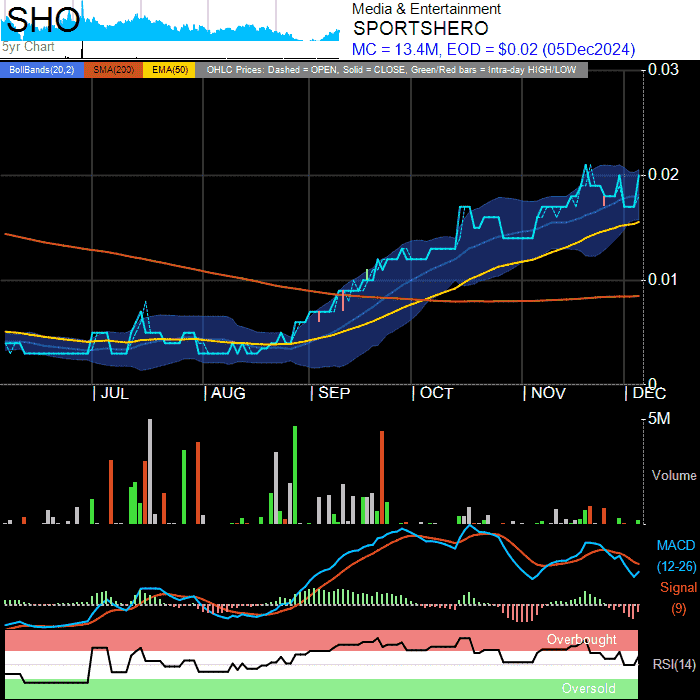 SHO
5yr Chart
Media & Entertainment
SPORTSHERO
MC = 13.4M, EOD = $0.02 (05Dec2024)
BollBands(20,2) SMA(200) EMA(50) OHLC Prices: Dashed = OPEN, Solid = CLOSE, Green/Red bars = Intra-day HIGH/LOW
0.03
0.02
0.01
0
JUL AUG SEP OCT NOV DEC
5M
Volume
MACD
(12-26)
Signal
(9)
Overbought
RSI(14)
Oversold